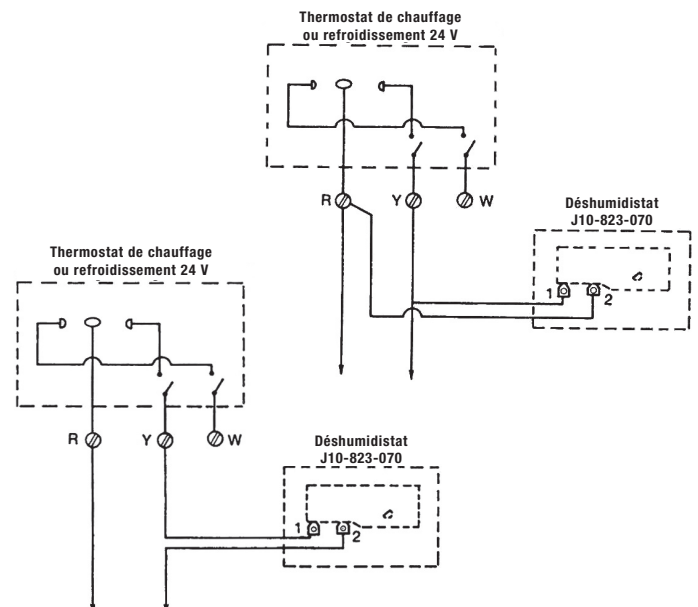 Thermostat de chauffage
ou refroidissement 24 V
R
Y
W
Déshumidistat
J10-823-070
1
2
Thermostat de chauffage
ou refroidissement 24 V
R
Y
W
Déshumidistat
J10-823-070
1
2